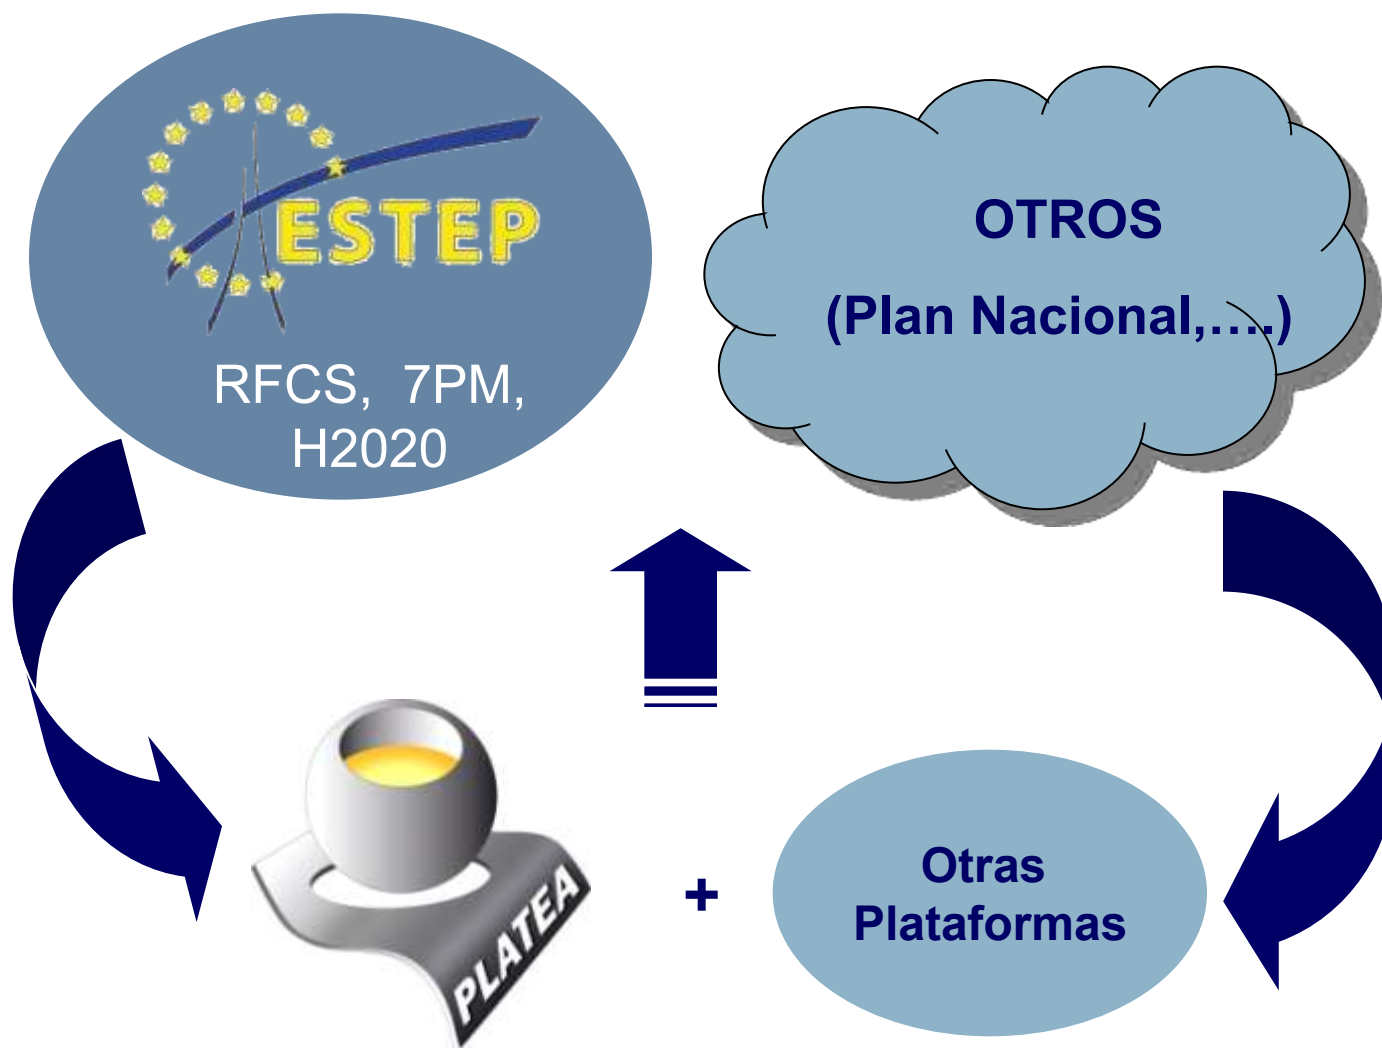 ESTEP
RFCS, 7PM,
H2020
OTROS
(Plan Nacional,....)
PLATEA
+
Otras
Plataformas